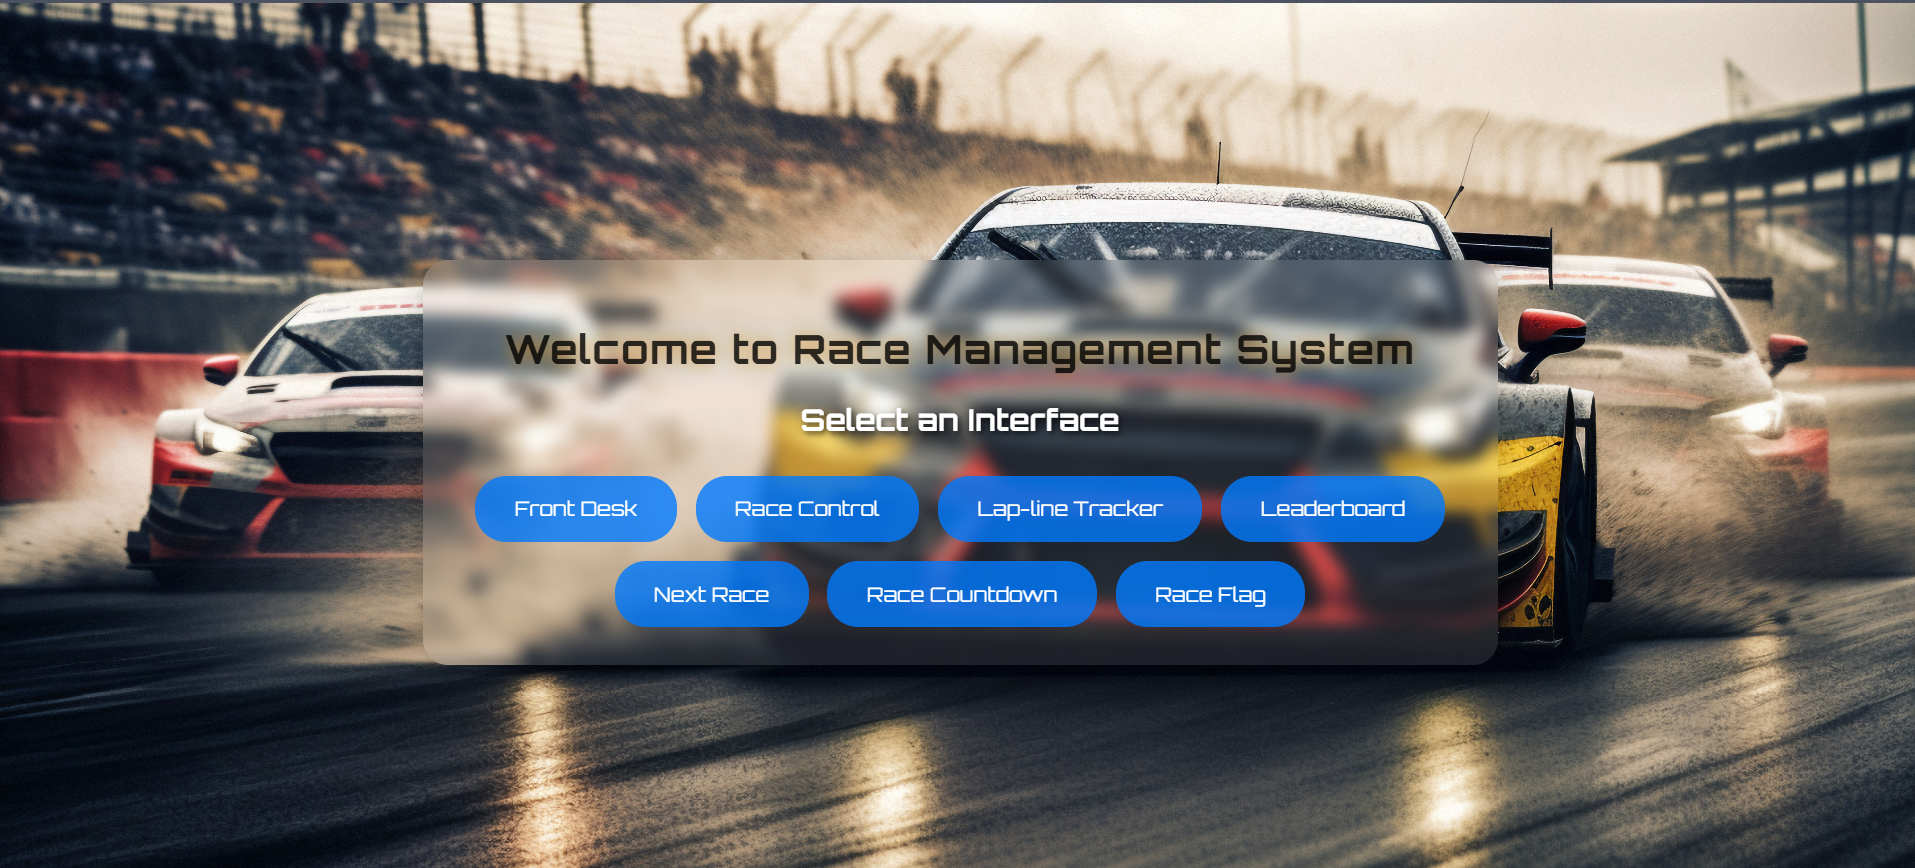 Welcome to Race Management System
Select an Interface
Front Desk
Race Control
Lap-line Tracker
Leaderboard
Next Race
Race Countdown
Race Flag